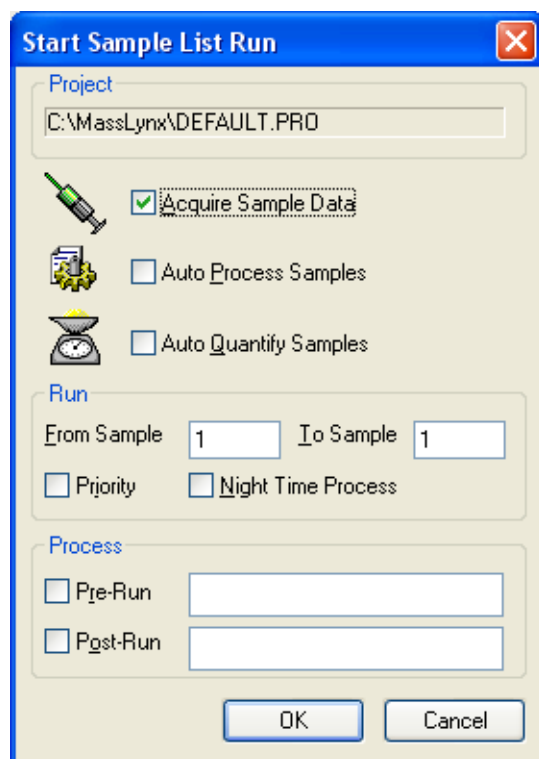 Start Sample List Run
Project
C:\MassLynx\DEFAULT.PRO
Acquire Sample Data
Auto Process Samples
Auto Quantify Samples
Run
From Sample 1 To Sample 1
Priority Night Time Process
Process
Pre-Run
Post-Run
OK Cancel